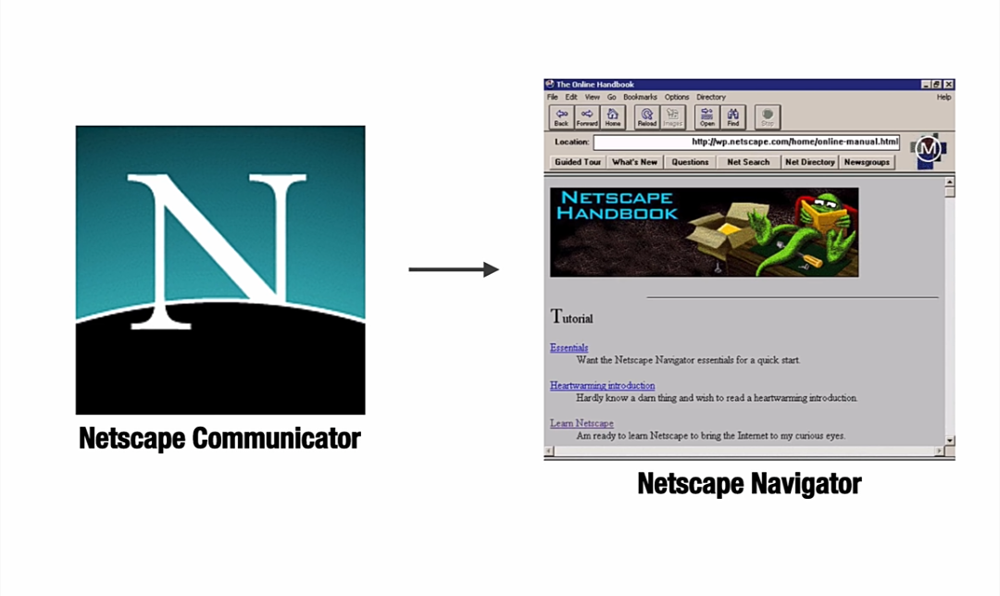 N
Netscape Communicator
The Online Handbook
File Edit View Go Bookmarks Options Directory Help
Back Forward Home Reload Images Open Find Stop
Location: http://wp.netscape.com/home/online-manual.html
M
Guided Tour What's New Questions Net Search Net Directory Newsgroups
NETSCAPE
HANDBOOK
Tutorial
Essentials
Want the Netscape Navigator essentials for a quick start.
Heartwarming introduction
Hardly know a darn thing and wish to read a heartwarming introduction.
Learn Netscape
Am ready to learn Netscape to bring the Internet to my curious eyes.
Netscape Navigator